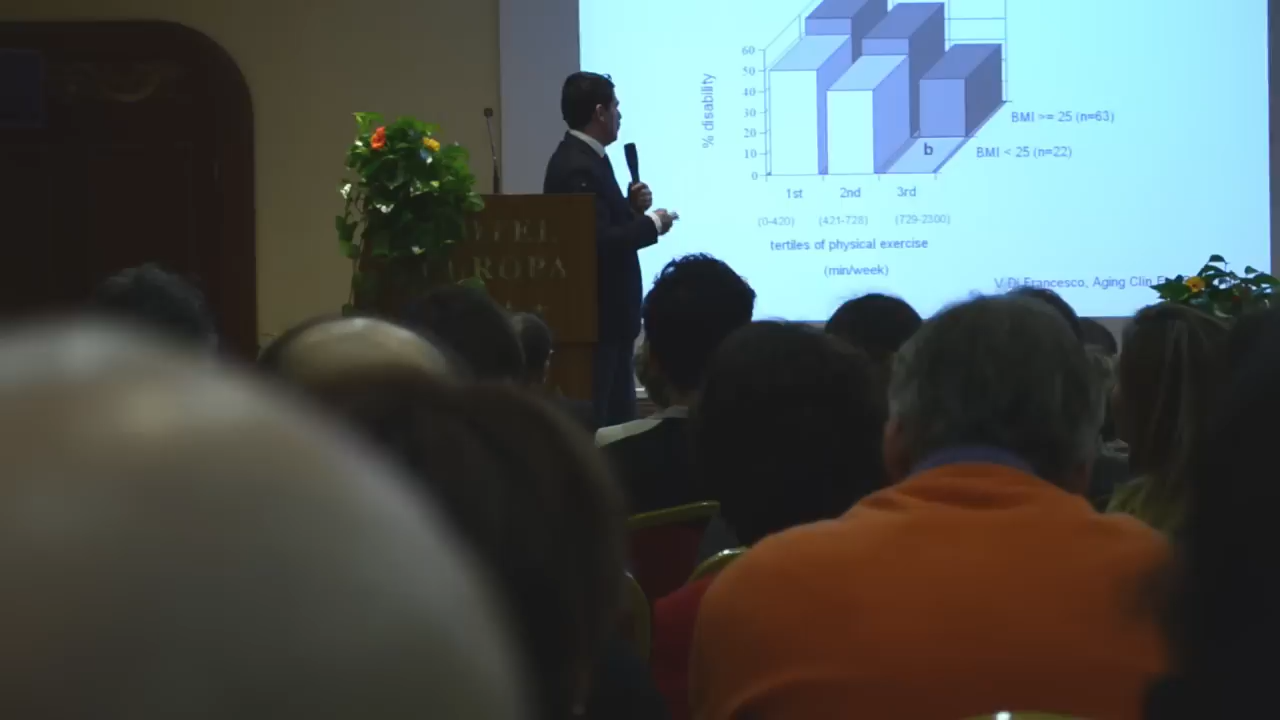 60
50
40
30
20
10
0
% disability
b
BMI >= 25 (n=63)
BMI < 25 (n=22)
1st 2nd 3rd
(0-420) (421-728) (729-2300)
tertiles of physical exercise
(min/week)
V Di Francesco, Aging Clin
EUROPA